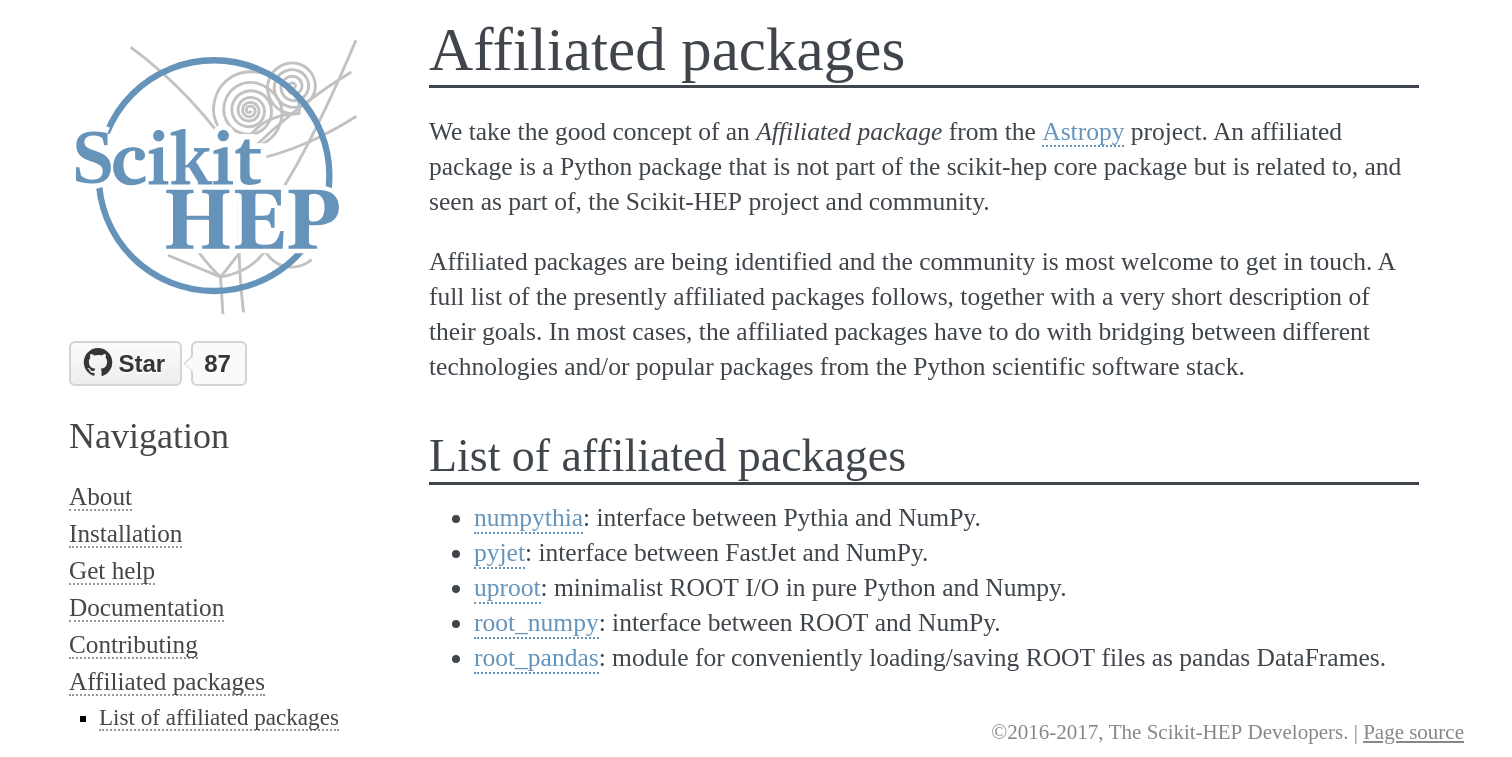 Scikit
HEP
Star
87
Navigation
About
Installation
Get help
Documentation
Contributing
Affiliated packages
List of affiliated packages
Affiliated packages
We take the good concept of an Affiliated package from the Astropy project. An affiliated
package is a Python package that is not part of the scikit-hep core package but is related to, and
seen as part of, the Scikit-HEP project and community.
Affiliated packages are being identified and the community is most welcome to get in touch. A
full list of the presently affiliated packages follows, together with a very short description of
their goals. In most cases, the affiliated packages have to do with bridging between different
technologies and/or popular packages from the Python scientific software stack.
List of affiliated packages
numpythia: interface between Pythia and NumPy.
pyjet: interface between FastJet and NumPy.
uproot: minimalist ROOT I/O in pure Python and Numpy.
root_numpy: interface between ROOT and NumPy.
root_pandas: module for conveniently loading/saving ROOT files as pandas DataFrames.
©2016-2017, The Scikit-HEP Developers. | Page source